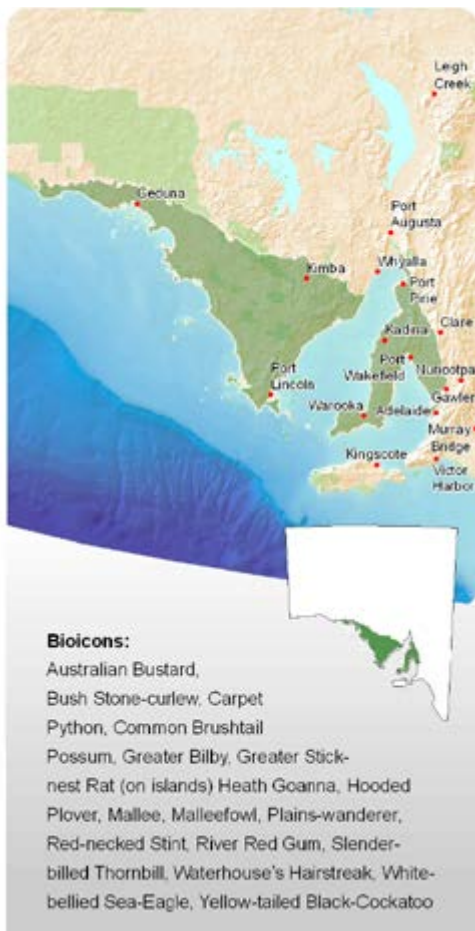 Leigh
Creek
Ceduna
Port
Augusta
Kimba
Whyalla
Port
Pirie
Clare
Kadina
Port
Wakefield
Nuriootpa
Port
Lincoln
Warooka
Adelaide
Gawler
Murray
Bridge
Kingscote
Victor
Harbor
Bioicons:
Australian Bustard,
Bush Stone-curlew, Carpet
Python, Common Brushtail
Possum, Greater Bilby, Greater Stick-
nest Rat (on islands) Heath Goanna, Hooded
Plover, Mallee, Malleefowl, Plains-wanderer,
Red-necked Stint, River Red Gum, Slender-
billed Thornbill, Waterhouse's Hairstreak, White-
bellied Sea-Eagle, Yellow-tailed Black-Cockatoo